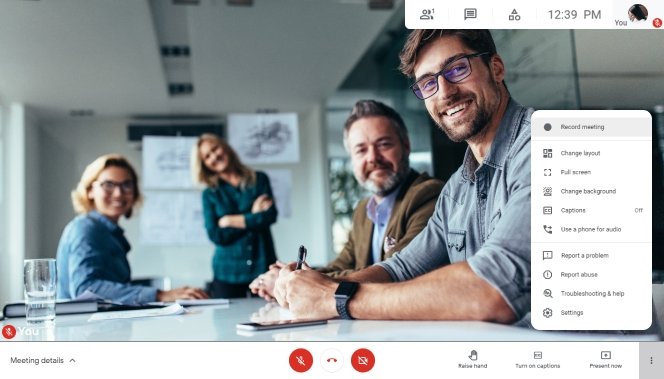 1
12:39 PM
You
Record meeting
Change layout
Full screen
Change background
Captions Off
Use a phone for audio
Report a problem
Report abuse
Troubleshooting & help
Settings
You
Meeting details
Raise hand
Turn on captions
Present now